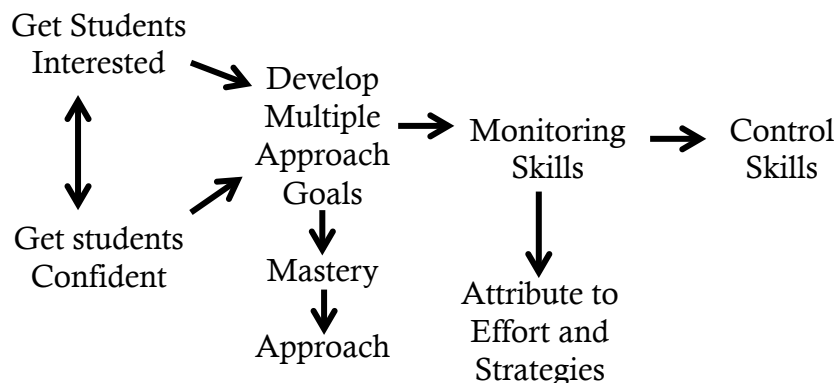 Get Students
Interested
Get students
Confident
Develop
Multiple
Approach
Goals
Mastery
Approach
Monitoring
Skills
Attribute to
Effort and
Strategies
Control
Skills